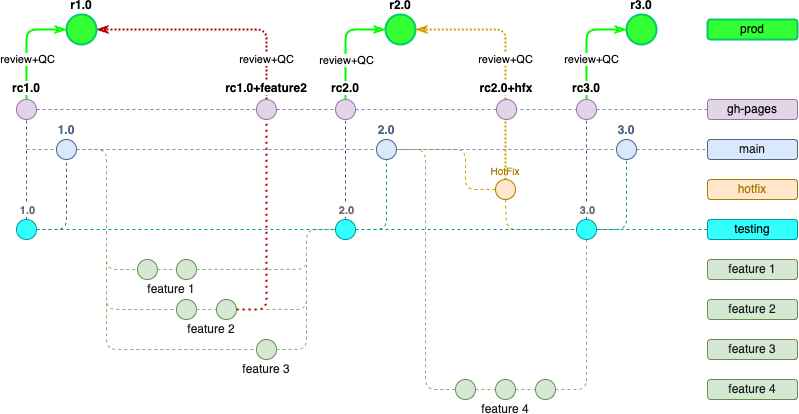 r1.0
r2.0
r3.0
prod
review+QC
review+QC
review+QC
review+QC
review+QC
rc1.0
rc1.0+feature2
rc2.0
rc2.0+hfx
rc3.0
gh-pages
1.0
2.0
3.0
main
HotFix
hotfix
1.0
2.0
3.0
testing
feature 1
feature 1
feature 2
feature 2
feature 3
feature 3
feature 4
feature 4